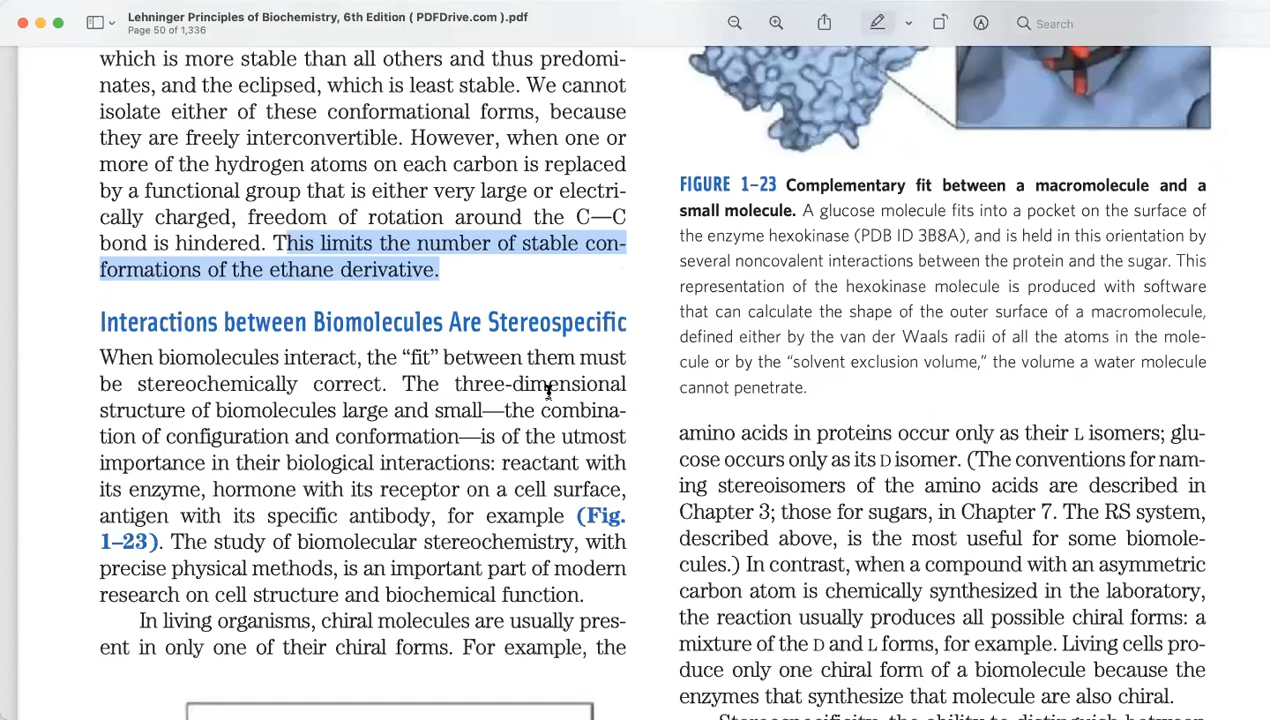 Lehninger Principles of Biochemistry, 6th Edition ( PDFDrive.com ).pdf
Page 50 of 1,336
Search
which is more stable than all others and thus predomi-
nates, and the eclipsed, which is least stable. We cannot
isolate either of these conformational forms, because
they are freely interconvertible. However, when one or
more of the hydrogen atoms on each carbon is replaced
by a functional group that is either very large or electri-
cally charged, freedom of rotation around the C—C
bond is hindered. This limits the number of stable con-
formations of the ethane derivative.
Interactions between Biomolecules Are Stereospecific
When biomolecules interact, the “fit” between them must
be stereochemically correct. The three-dimensional
structure of biomolecules large and small—the combina-
tion of configuration and conformation—is of the utmost
importance in their biological interactions: reactant with
its enzyme, hormone with its receptor on a cell surface,
antigen with its specific antibody, for example (Fig.
1–23). The study of biomolecular stereochemistry, with
precise physical methods, is an important part of modern
research on cell structure and biochemical function.
In living organisms, chiral molecules are usually pres-
ent in only one of their chiral forms. For example, the
FIGURE 1–23 Complementary fit between a macromolecule and a
small molecule. A glucose molecule fits into a pocket on the surface of
the enzyme hexokinase (PDB ID 3B8A), and is held in this orientation by
several noncovalent interactions between the protein and the sugar. This
representation of the hexokinase molecule is produced with software
that can calculate the shape of the outer surface of a macromolecule,
defined either by the van der Waals radii of all the atoms in the mole-
cule or by the “solvent exclusion volume,” the volume a water molecule
cannot penetrate.
amino acids in proteins occur only as their L isomers; glu-
cose occurs only as its D isomer. (The conventions for nam-
ing stereoisomers of the amino acids are described in
Chapter 3; those for sugars, in Chapter 7. The RS system,
described above, is the most useful for some biomole-
cules.) In contrast, when a compound with an asymmetric
carbon atom is chemically synthesized in the laboratory,
the reaction usually produces all possible chiral forms: a
mixture of the D and L forms, for example. Living cells pro-
duce only one chiral form of a biomolecule because the
enzymes that synthesize that molecule are also chiral.
Stereospecificity, the ability to distinguish between